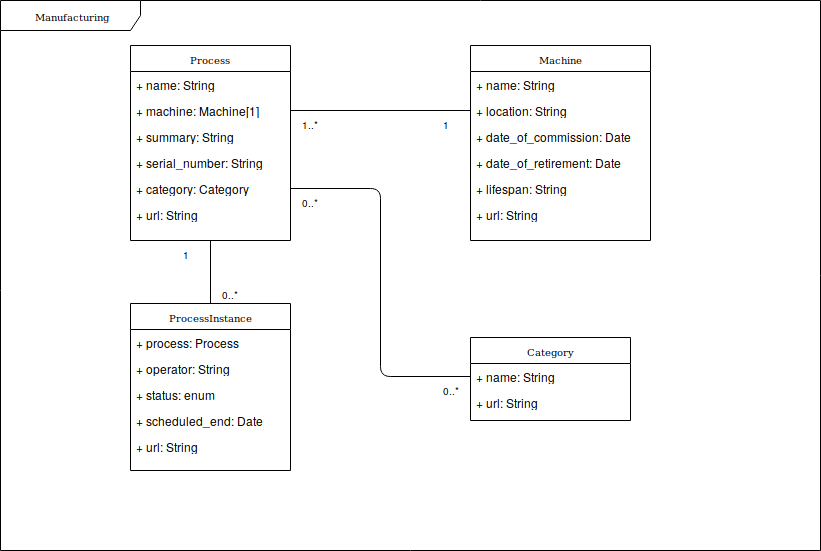 Manufacturing
Process
+ name: String
+ machine: Machine[1]
+ summary: String
+ serial_number: String
+ category: Category
+ url: String
1..*
1
0..*
Machine
+ name: String
+ location: String
+ date_of_commission: Date
+ date_of_retirement: Date
+ lifespan: String
+ url: String
1
0..*
ProcessInstance
+ process: Process
+ operator: String
+ status: enum
+ scheduled_end: Date
+ url: String
Category
+ name: String
+ url: String
0..*